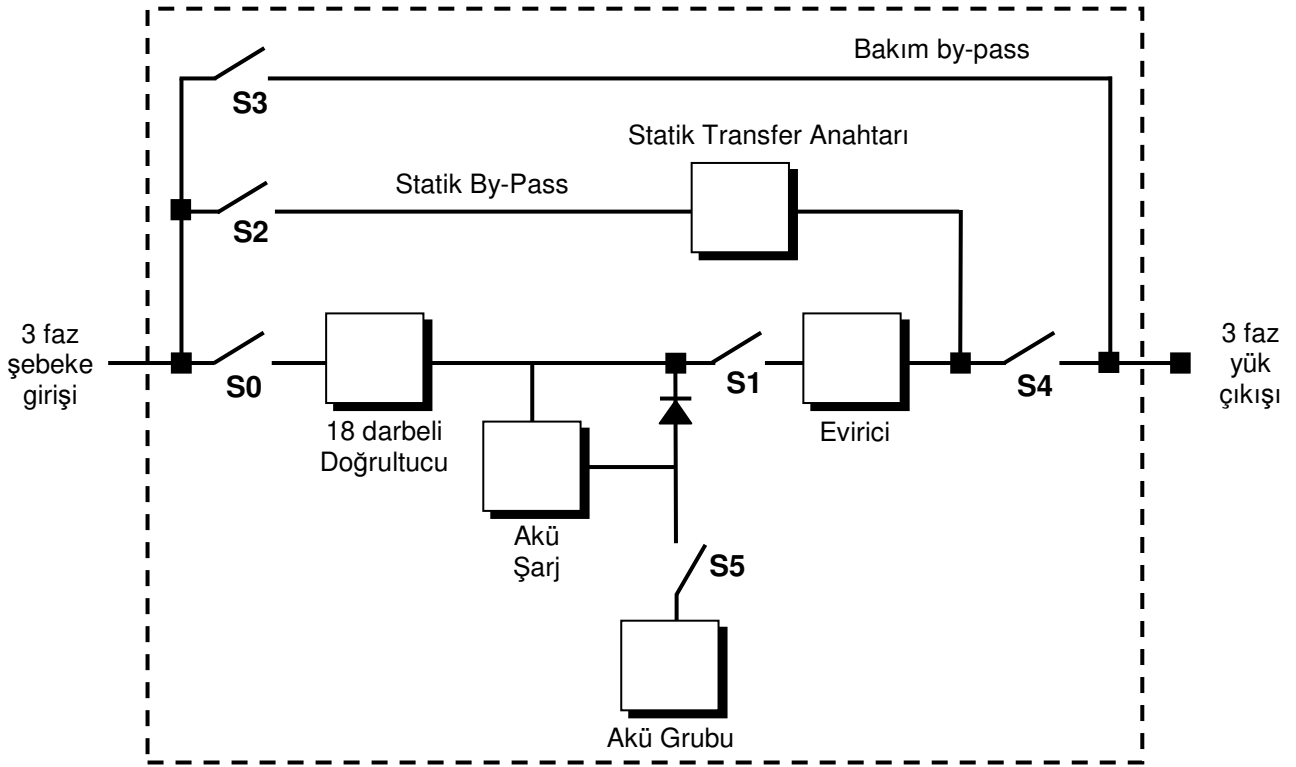 Bakım by-pass
S3
Statik Transfer Anahtarı
Statik By-Pass
S2
3 faz
şebeke
girişi
S0
18 darbeli
Doğrultucu
S1
Evirici
S4
3 faz
yük
çıkışı
Akü
Şarj
S5
Akü Grubu